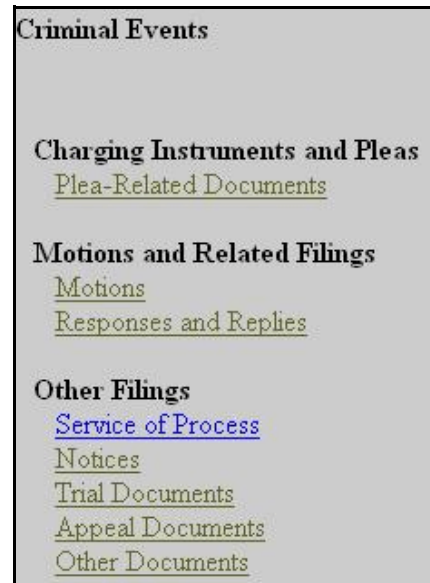 Criminal Events
Charging Instruments and Pleas
Plea-Related Documents
Motions and Related Filings
Motions
Responses and Replies
Other Filings
Service of Process
Notices
Trial Documents
Appeal Documents
Other Documents